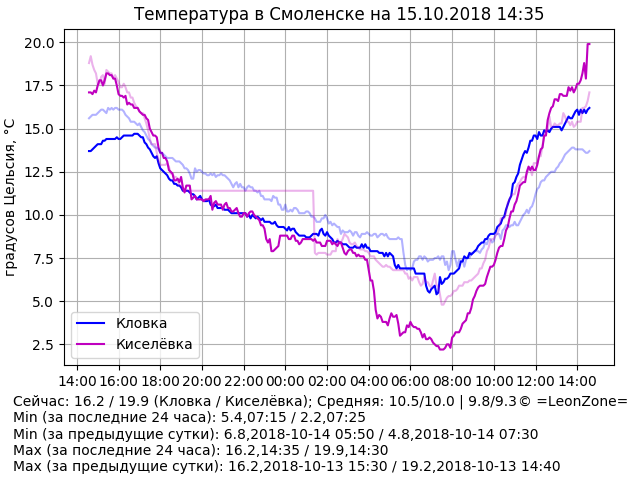 Температура в Смоленске на 15.10.2018 14:35
градусов Цельсия, °C
20.0
17.5
15.0
12.5
10.0
7.5
5.0
2.5
Кловка
Киселёвка
14:00 16:00 18:00 20:00 22:00 00:00 02:00 04:00 06:00 08:00 10:00 12:00 14:00
Сейчас: 16.2 / 19.9 (Кловка / Киселёвка); Средняя: 10.5/10.0 | 9.8/9.3© =LeonZone=
Min (за последние 24 часа): 5.4,07:15 / 2.2,07:25
Min (за предыдущие сутки): 6.8,2018-10-14 05:50 / 4.8,2018-10-14 07:30
Max (за последние 24 часа): 16.2,14:35 / 19.9,14:30
Max (за предыдущие сутки): 16.2,2018-10-13 15:30 / 19.2,2018-10-13 14:40